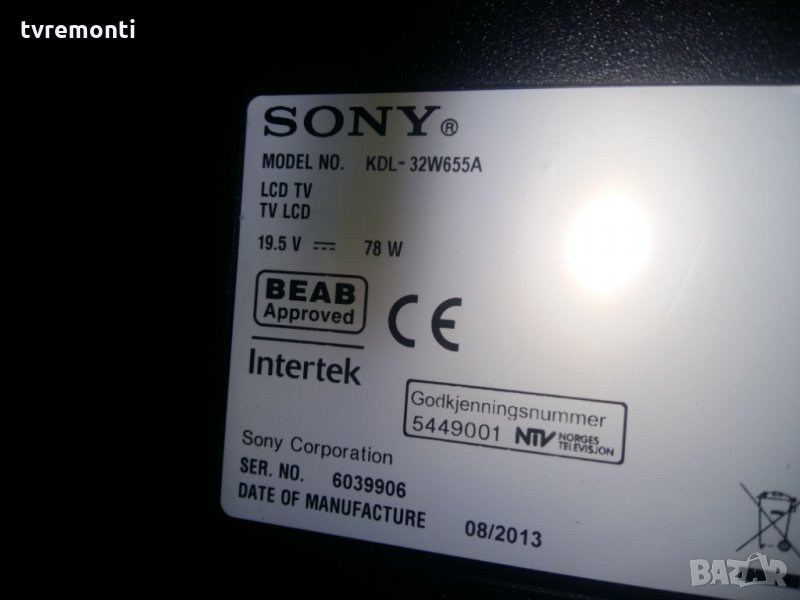 tvremonti
SONY®
MODEL NO. KDL-32W655A
LCD TV
TV LCD
19.5 V ⎓ 78 W
BEAB
Approved
Intertek
CE
Godkjenningsnummer
5449001 NTV NORGES
TELEVISJON
Sony Corporation
SER. NO. 6039906
DATE OF MANUFACTURE 08/2013
BAZAR